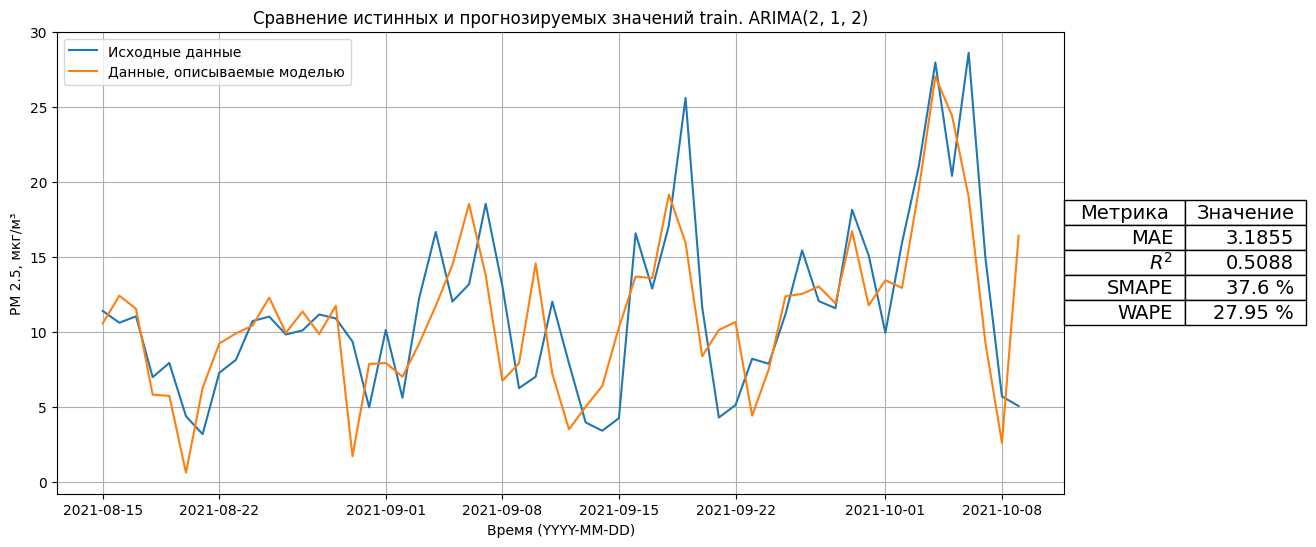 Сравнение истинных и прогнозируемых значений train. ARIMA(2, 1, 2)
Исходные данные
Данные, описываемые моделью
PM 2.5, мкг/м³
30
25
20
15
10
5
0
2021-08-15 2021-08-22 2021-09-01 2021-09-08 2021-09-15 2021-09-22 2021-10-01 2021-10-08
Время (YYYY-MM-DD)
Метрика Значение
MAE 3.1855
R² 0.5088
SMAPE 37.6 %
WAPE 27.95 %